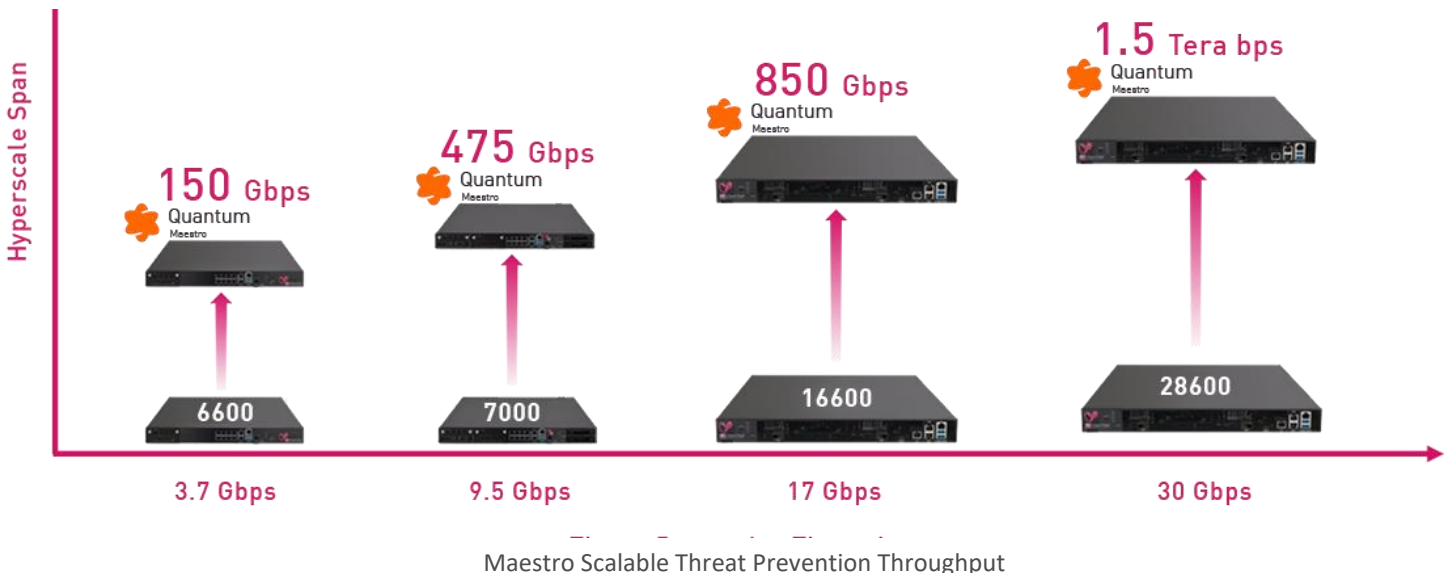 Hyperscale Span
150 Gbps
Quantum
Maestro
475 Gbps
Quantum
Maestro
850 Gbps
Quantum
Maestro
1.5 Tera bps
Quantum
Maestro
6600
7000
16600
28600
3.7 Gbps
9.5 Gbps
17 Gbps
30 Gbps
Maestro Scalable Threat Prevention Throughput